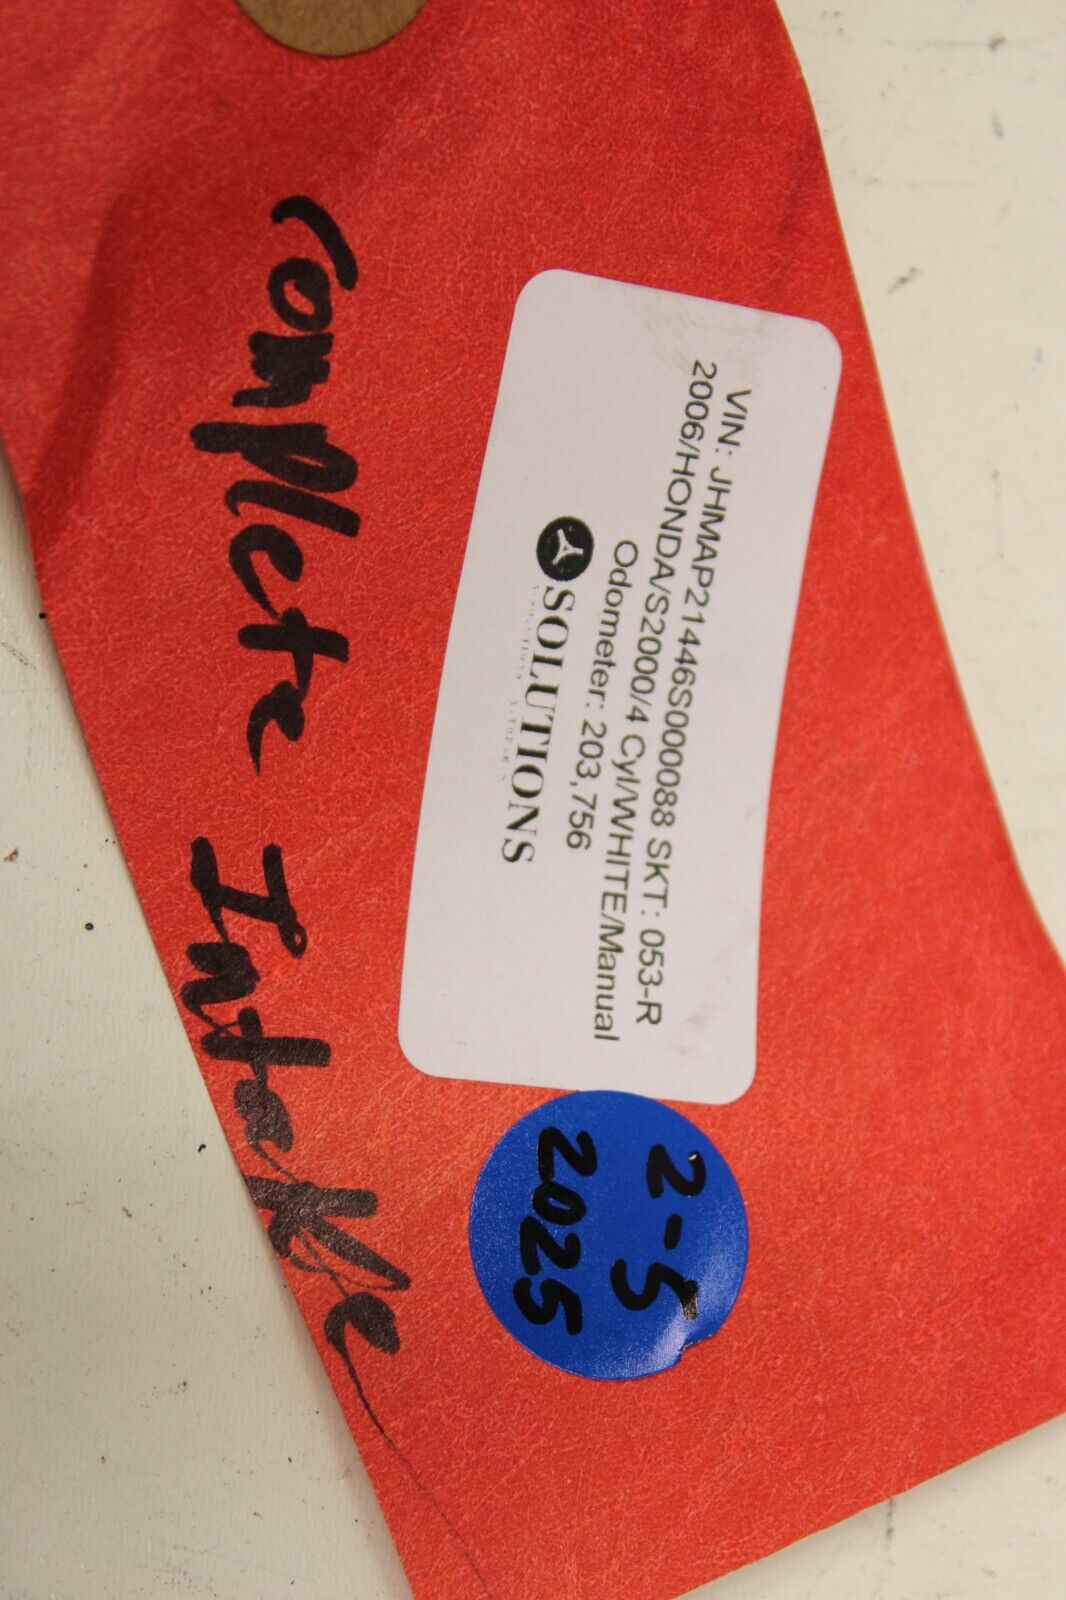 VIN: JHMAP21446S000088 SKT: 053-R
2006/HONDA/S2000/4 Cyl/WHITE/Manual
Odometer: 203,756
SOLUTIONS
2-5
2025
Complete Intake